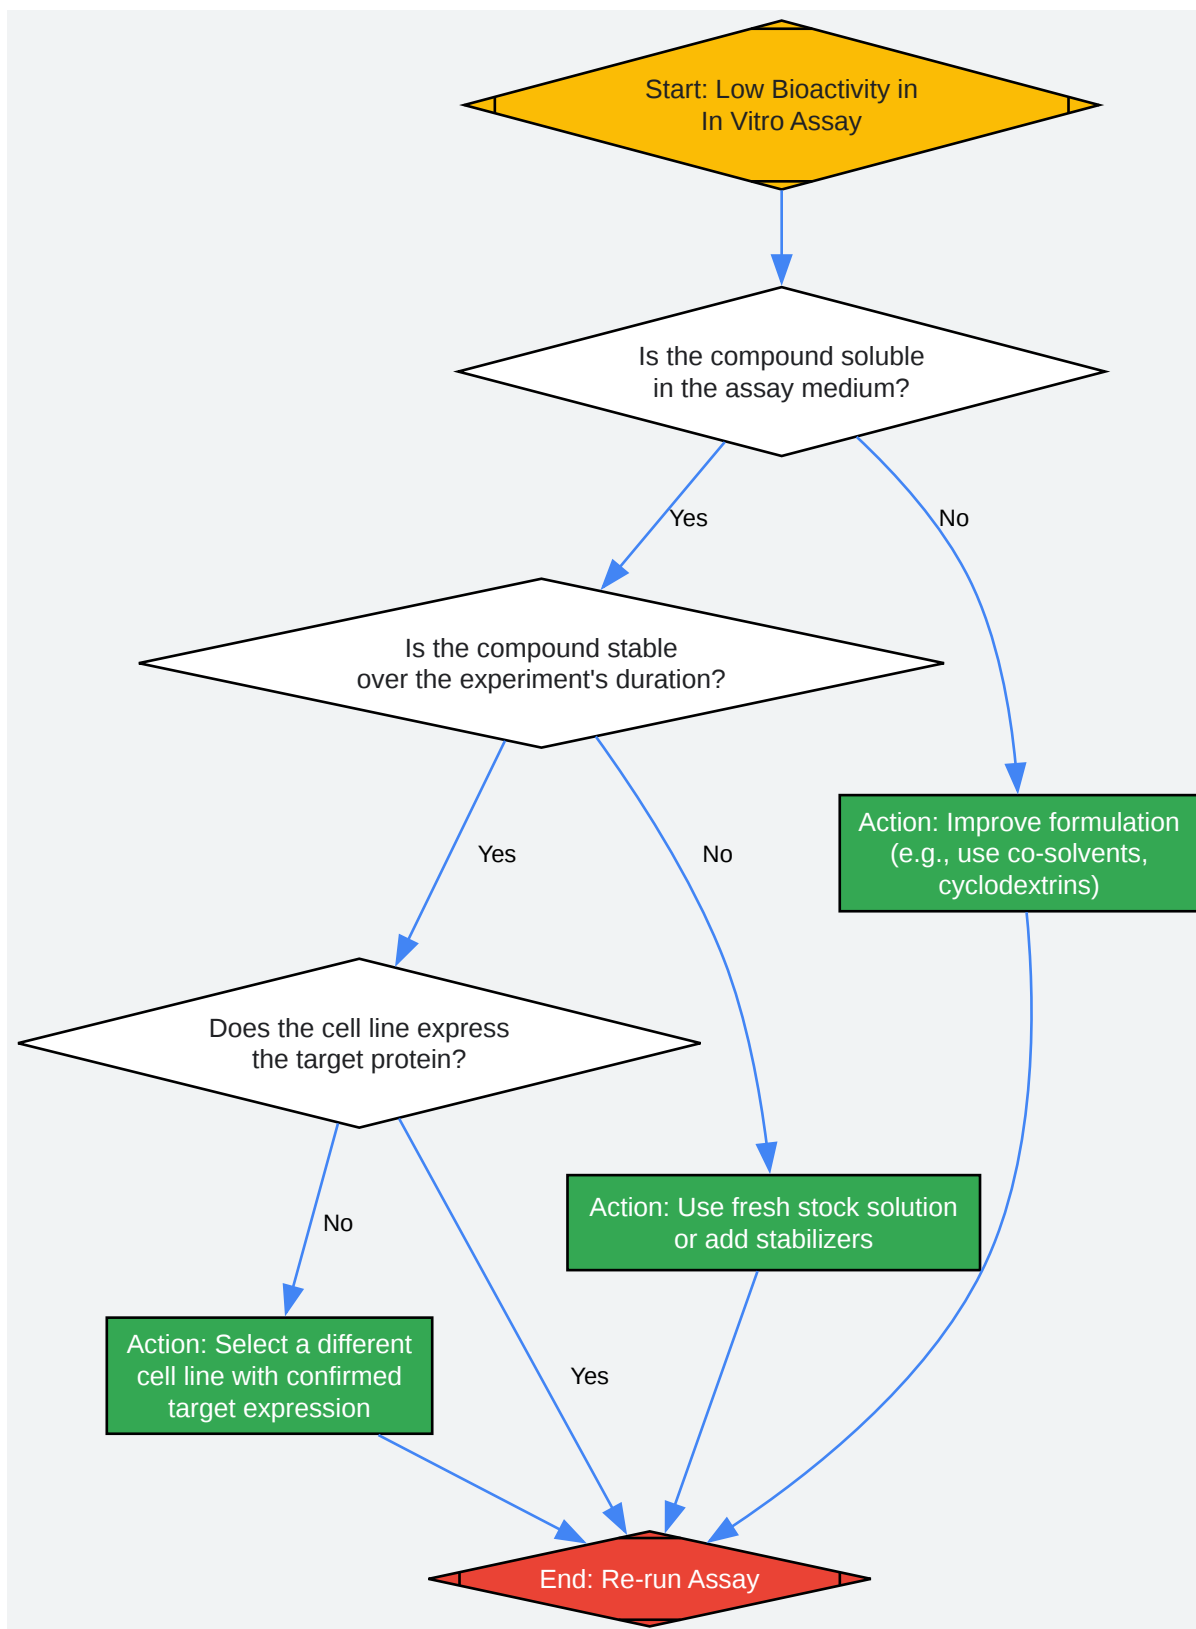 Start: Low Bioactivity in
In Vitro Assay
Is the compound soluble
in the assay medium?
Yes
No
Is the compound stable
over the experiment's duration?
Yes
No
Action: Improve formulation
(e.g., use co-solvents,
cyclodextrins)
Does the cell line express
the target protein?
No
Yes
Action: Use fresh stock solution
or add stabilizers
Action: Select a different
cell line with confirmed
target expression
End: Re-run Assay